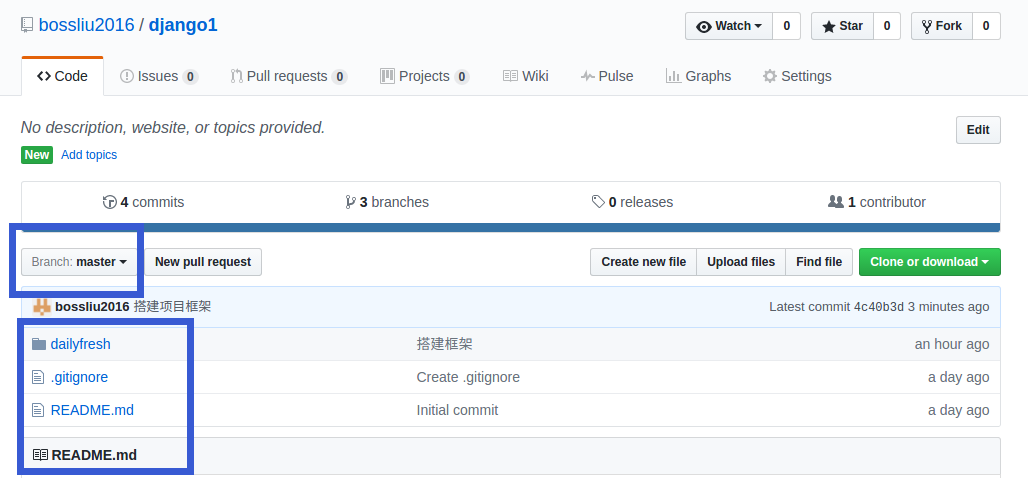 bossliu2016 / django1 Watch 0 Star 0 Fork 0
Code Issues 0 Pull requests 0 Projects 0 Wiki Pulse Graphs Settings
No description, website, or topics provided. Edit
New Add topics
4 commits 3 branches 0 releases 1 contributor
Branch: master New pull request Create new file Upload files Find file Clone or download
bossliu2016 搭建项目框架 Latest commit 4c40b3d 3 minutes ago
dailyfresh 搭建框架 an hour ago
.gitignore Create .gitignore a day ago
README.md Initial commit a day ago
README.md